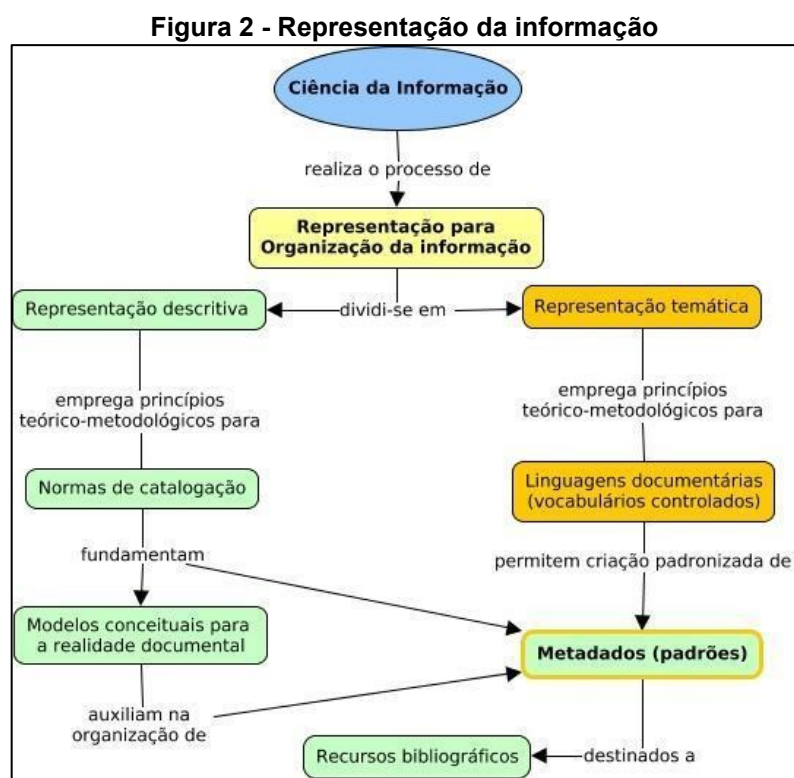 Figura 2 - Representação da informação
Ciência da Informação
realiza o processo de
Representação para
Organização da informação
Representação descritiva
dividi-se em
Representação temática
emprega princípios
teórico-metodológicos para
emprega princípios
teórico-metodológicos para
Normas de catalogação
Linguagens documentárias
(vocabulários controlados)
fundamentam
permitem criação padronizada de
Modelos conceituais para
a realidade documental
Metadados (padrões)
auxiliam na
organização de
Recursos bibliográficos
destinados a